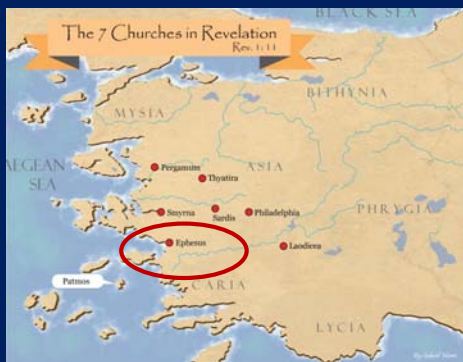 The 7 Churches in Revelation
Rev. 1:11
BLACK SEA
BITHYNIA
MYSIA
AEGEAN
SEA
Pergamum
ASIA
Thyatira
Smyrna
Sardis
Philadelphia
PHRYGIA
Ephesus
Laodicea
Patmos
CARIA
LYCIA